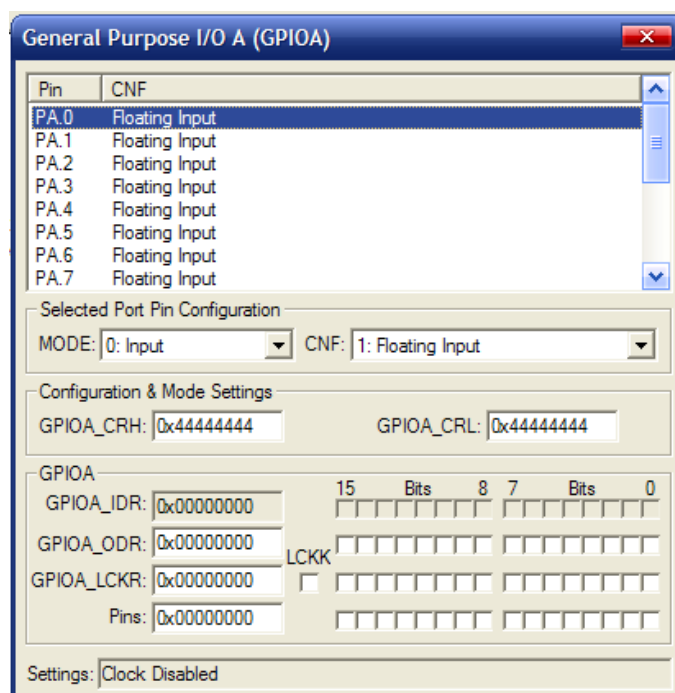 General Purpose I/O A (GPIOA)
Pin CNF
PA.0 Floating Input
PA.1 Floating Input
PA.2 Floating Input
PA.3 Floating Input
PA.4 Floating Input
PA.5 Floating Input
PA.6 Floating Input
PA.7 Floating Input
Selected Port Pin Configuration
MODE: 0: Input CNF: 1: Floating Input
Configuration & Mode Settings
GPIOA_CRH: 0x44444444 GPIOA_CRL: 0x44444444
GPIOA
15 Bits 8 7 Bits 0
GPIOA_IDR: 0x00000000
GPIOA_ODR: 0x00000000
LCKK
GPIOA_LCKR: 0x00000000
Pins: 0x00000000
Settings: Clock Disabled